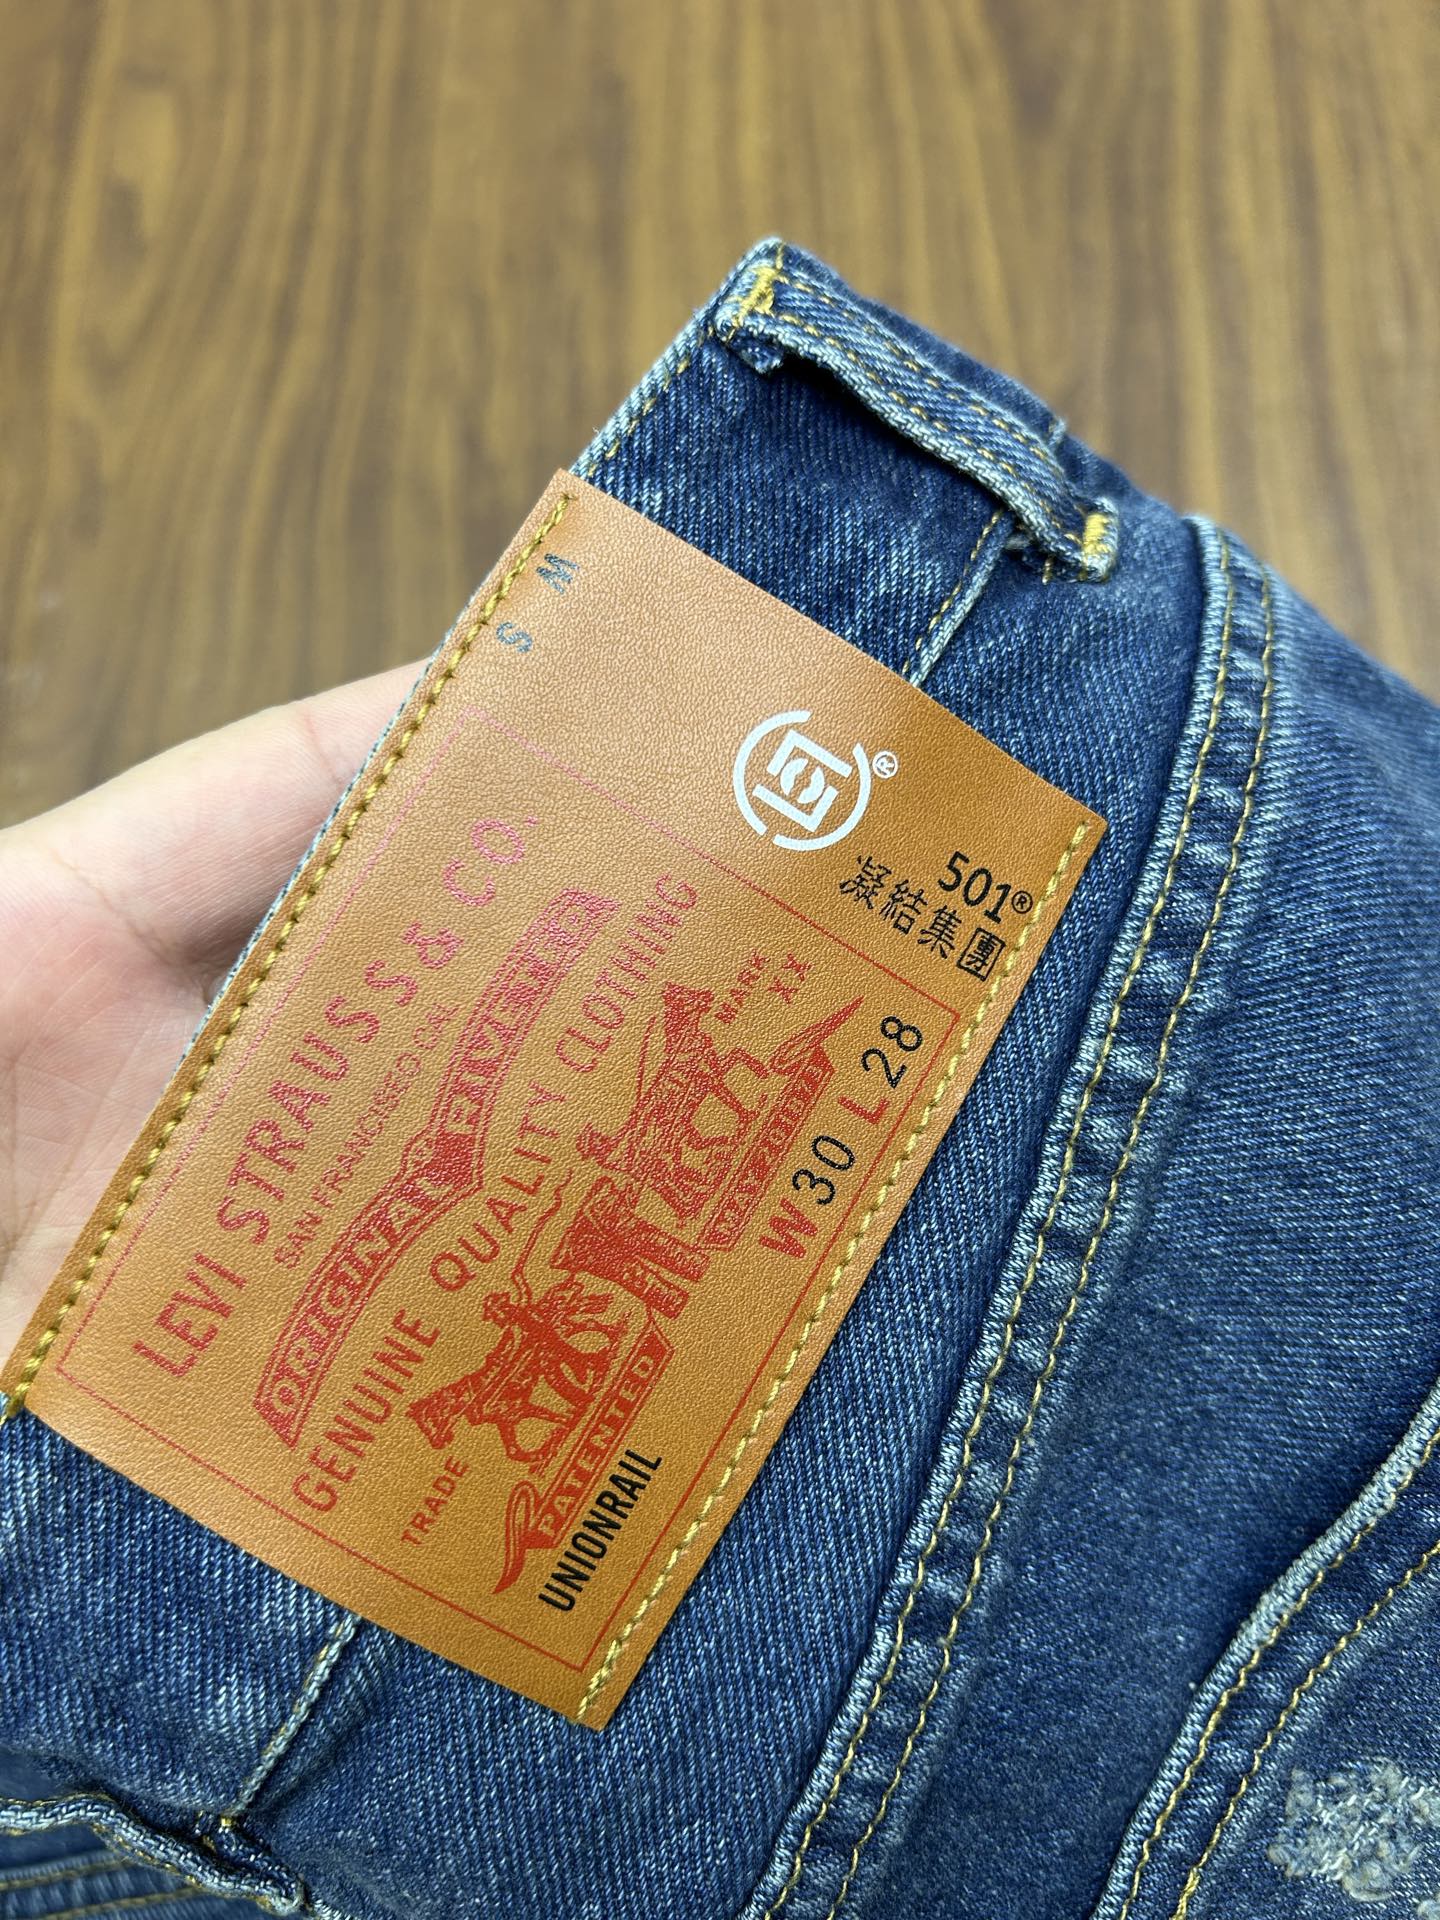 S M
CLOT®
501®
凝結集團
LEVI STRAUSS & CO.
SAN FRANCISCO CAL
ORIGINAL RIVETED
GENUINE QUALITY CLOTHING
TRADE MARK
XX
PATENTED
W30 L28
UNIONRAIL